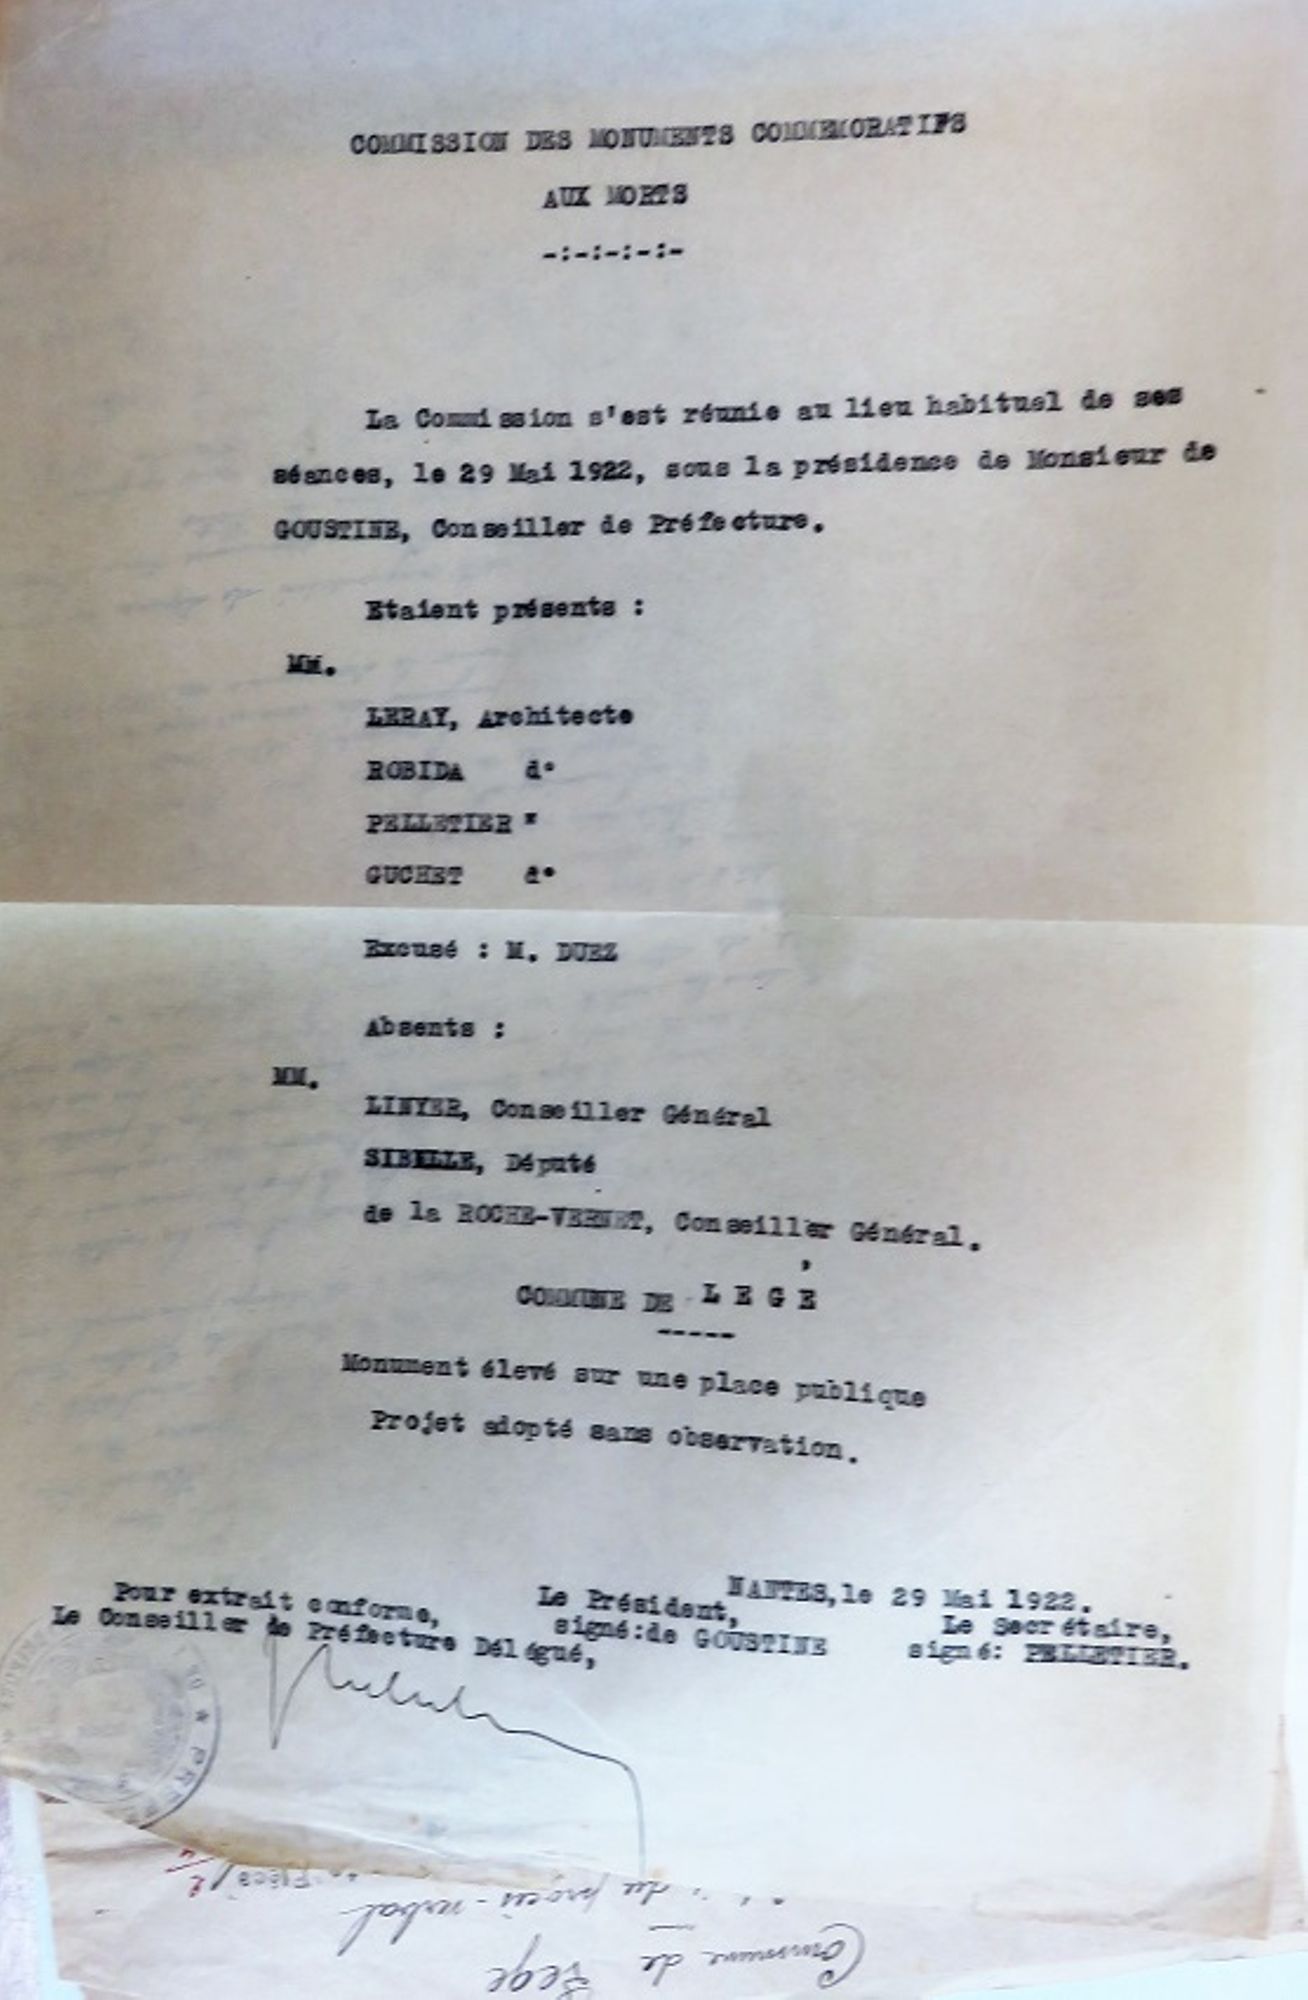 COMMISSION DES MONUMENTS COMMEMORATIFS
AUX MORTS
-:-:-:-:-
La Commission s'est réunie au lieu habituel de ses
séances, le 29 Mai 1922, sous la présidence de Monsieur de
GOUSTINE, Conseiller de Préfecture.
Etaient présents :
MM.
LERAY, Architecte
ROBIDA d°
PELLETIER "
GUCHET d°
Excusé : M. DUEZ
Absents :
MM.
LINYER, Conseiller Général
SIBELLE, Député
de la ROCHE-VERNET, Conseiller Général.
COMMUNE DE LEGÉ
-----
Monument élevé sur une place publique
Projet adopté sans observation.
NANTES, le 29 Mai 1922.
Pour extrait conforme,
Le Conseiller de Préfecture Délégué,
Le Président,
signé: de GOUSTINE
Le Secrétaire,
signé: PELLETIER.
du procès-verbal
Commune de Legé